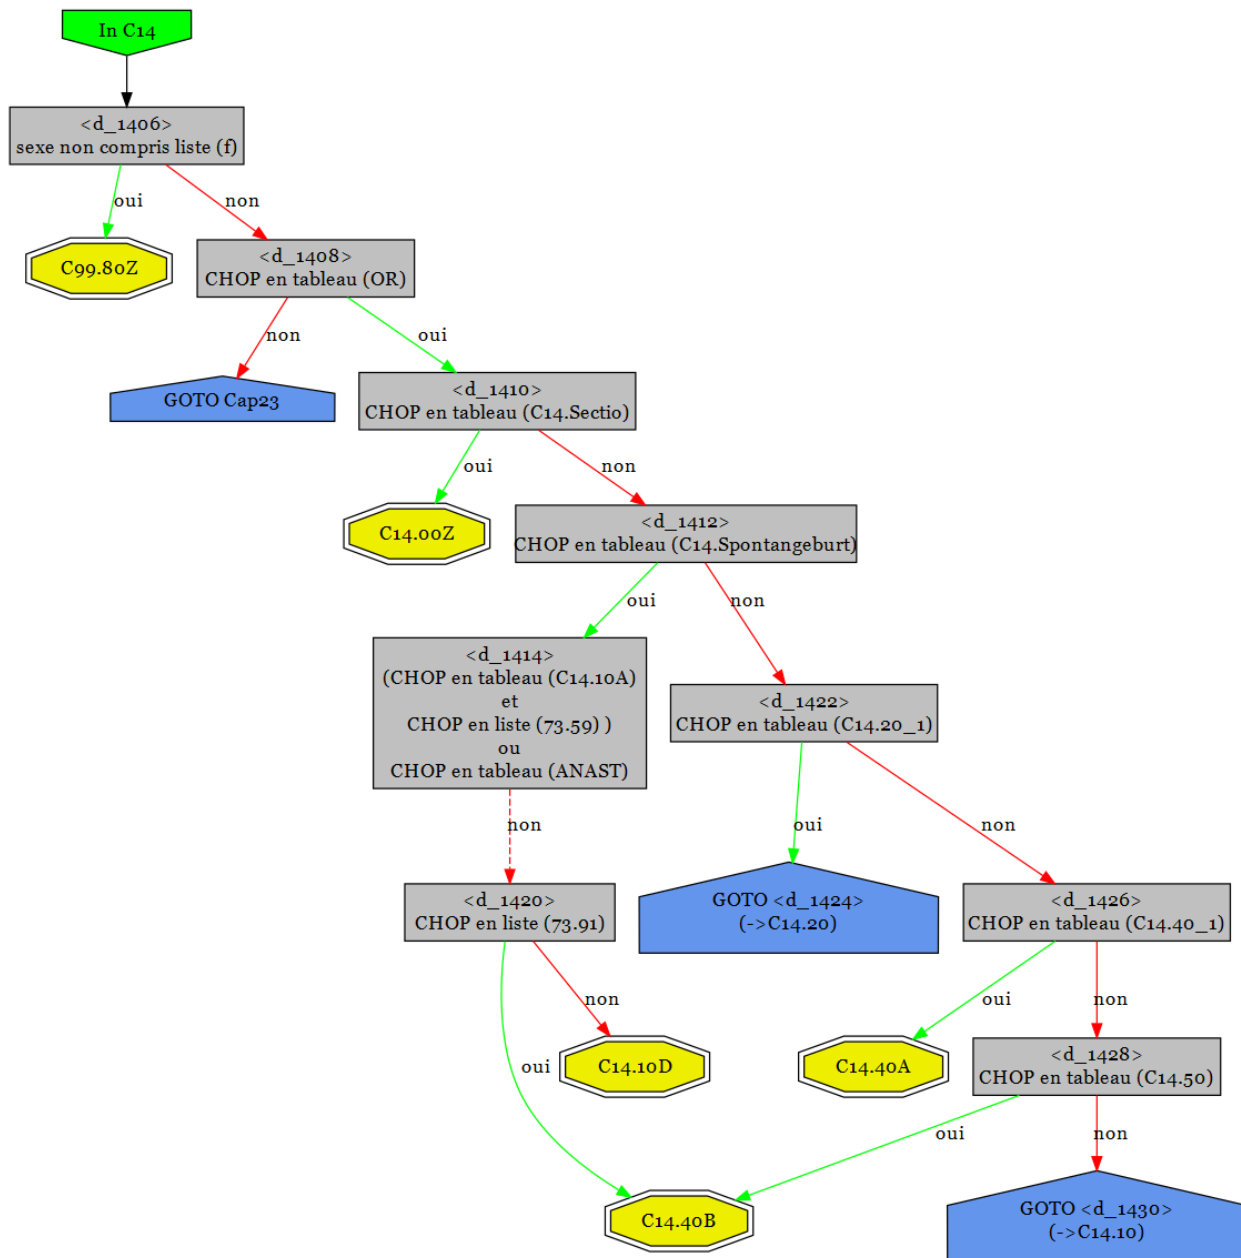 In C14
<d_1406>
sexe non compris liste (f)
oui
non
C99.80Z
<d_1408>
CHOP en tableau (OR)
non
oui
GOTO Cap23
<d_1410>
CHOP en tableau (C14.Sectio)
oui
non
C14.00Z
<d_1412>
CHOP en tableau (C14.Spontangeburt)
oui
non
<d_1414>
(CHOP en tableau (C14.10A)
et
CHOP en liste (73.59) )
ou
CHOP en tableau (ANAST)
<d_1422>
CHOP en tableau (C14.20_1)
non
oui
non
<d_1420>
CHOP en liste (73.91)
GOTO <d_1424>
(->C14.20)
<d_1426>
CHOP en tableau (C14.40_1)
non
oui
non
oui
C14.10D
C14.40A
<d_1428>
CHOP en tableau (C14.50)
oui
non
C14.40B
GOTO <d_1430>
(->C14.10)